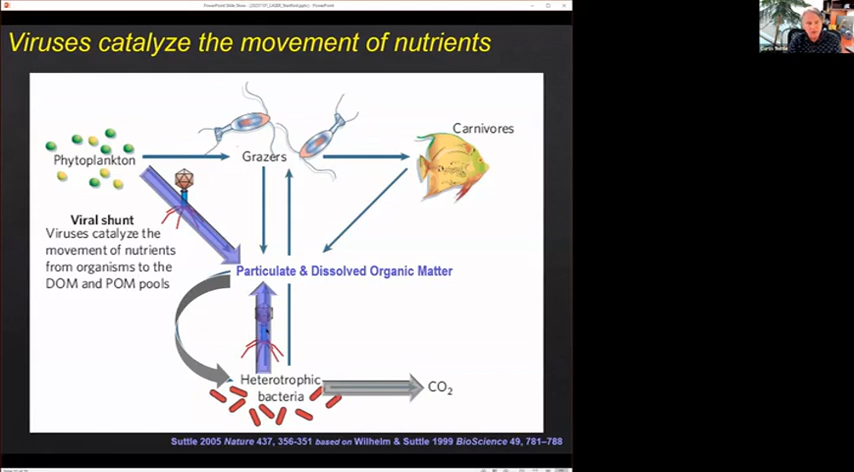 PowerPoint Slide Show
Viruses catalyze the movement of nutrients
Carnivores
Phytoplankton
Grazers
Viral shunt
Viruses catalyze the
movement of nutrients
from organisms to the
DOM and POM pools
Particulate & Dissolved Organic Matter
Heterotrophic
bacteria
CO2
Suttle 2005 Nature 437, 356-351 based on Wilhelm & Suttle 1999 BioScience 49, 781–788
Curtis Suttle